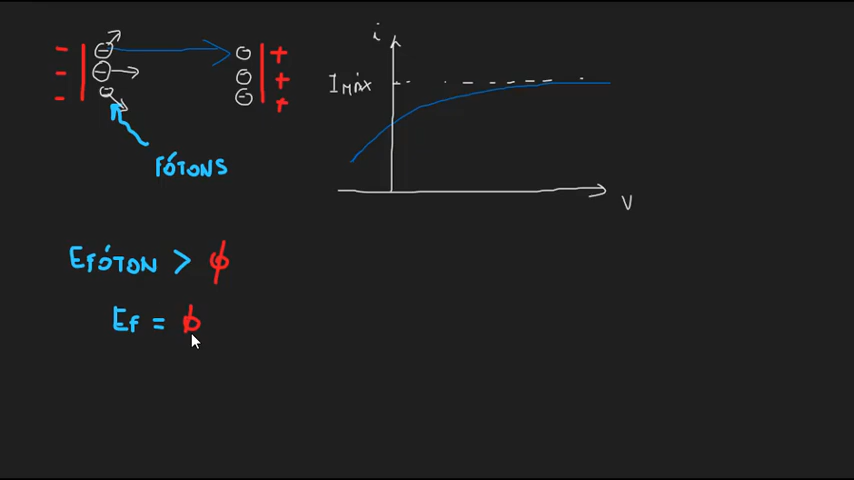 - +
- +
- +
FÓTONS
i
Imáx
V
EFÓTON > ϕ
Ef = ϕ